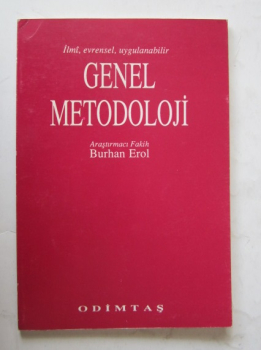 İlmî, evrensel, uygulanabilir
GENEL
METODOLOJİ
Araştırmacı Fakih
Burhan Erol
ODİMTAŞ